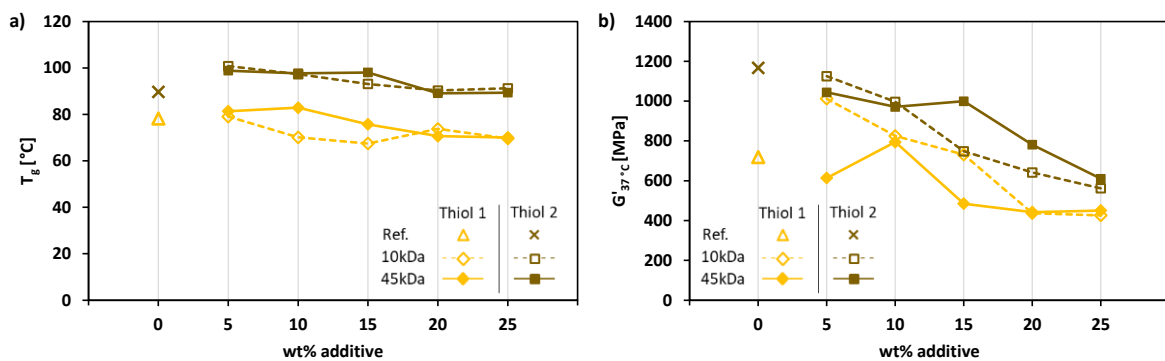 a)
120
100
80
60
40
20
0
Tg [°C]
0 5 10 15 20 25
wt% additive
Thiol 1 Thiol 2
Ref.
10kDa
45kDa
b)
1400
1200
1000
800
600
400
200
0
G'37 °C [MPa]
0 5 10 15 20 25
wt% additive
Thiol 1 Thiol 2
Ref.
10kDa
45kDa